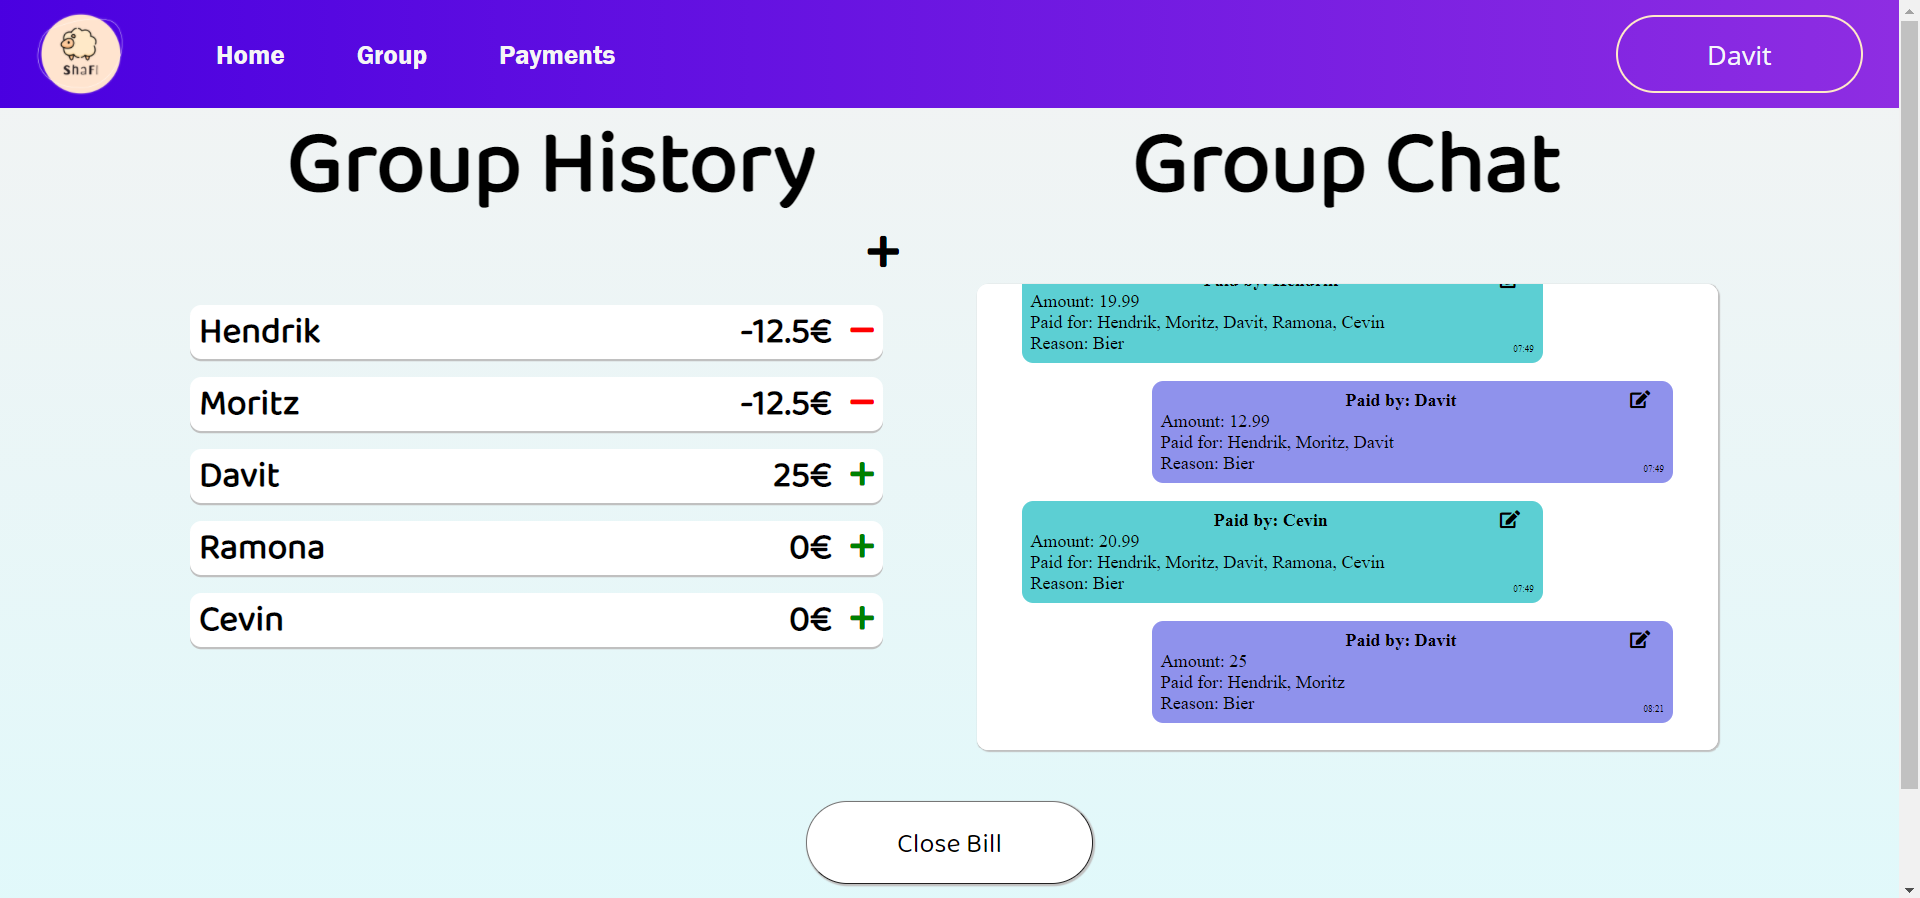 ShaFi
Home
Group
Payments
Davit
Group History
Group Chat
Hendrik
-12.5€
Moritz
-12.5€
Davit
25€
Ramona
0€
Cevin
0€
Paid by: Hendrik
Amount: 19.99
Paid for: Hendrik, Moritz, Davit, Ramona, Cevin
Reason: Bier
07:49
Paid by: Davit
Amount: 12.99
Paid for: Hendrik, Moritz, Davit
Reason: Bier
07:49
Paid by: Cevin
Amount: 20.99
Paid for: Hendrik, Moritz, Davit, Ramona, Cevin
Reason: Bier
07:49
Paid by: Davit
Amount: 25
Paid for: Hendrik, Moritz
Reason: Bier
08:21
Close Bill